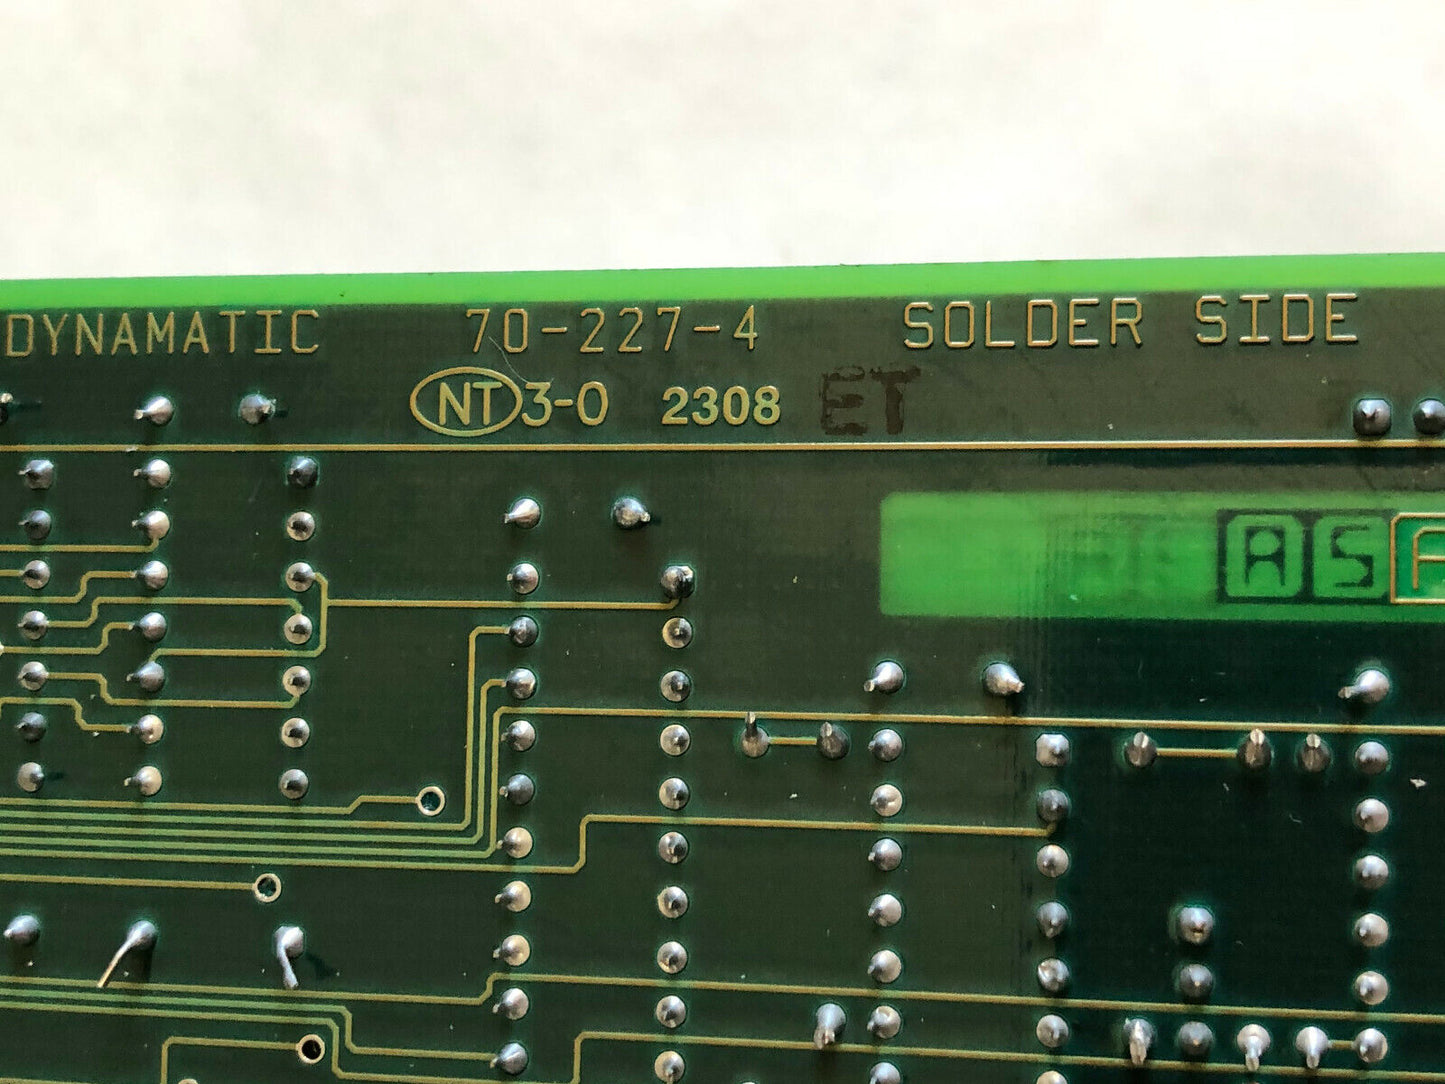 DYNAMATIC 70-227-4 SOLDER SIDE
NT 3-0 2308 ET